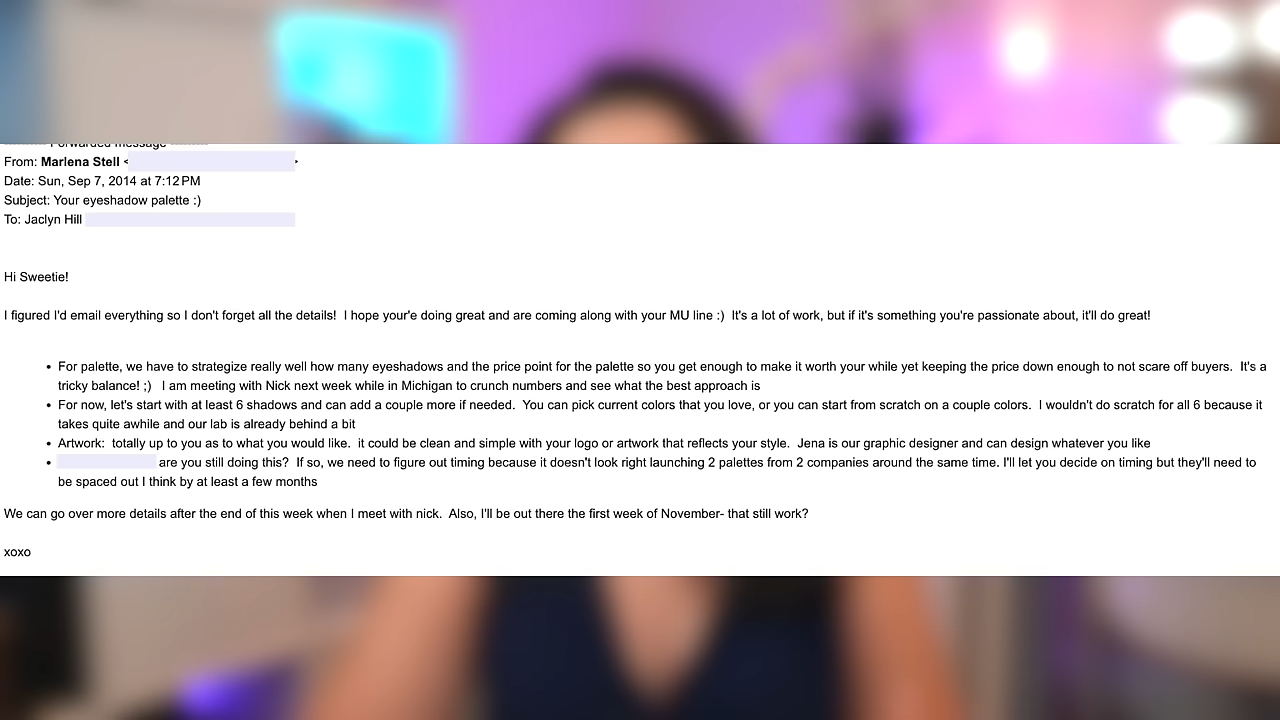 Forwarded message
From: Marlena Stell <
Date: Sun, Sep 7, 2014 at 7:12 PM
Subject: Your eyeshadow palette :)
To: Jaclyn Hill
Hi Sweetie!
I figured I'd email everything so I don't forget all the details!  I hope your'e doing great and are coming along with your MU line :)  It's a lot of work, but if it's something you're passionate about, it'll do great!
• For palette, we have to strategize really well how many eyeshadows and the price point for the palette so you get enough to make it worth your while yet keeping the price down enough to not scare off buyers.  It's a
tricky balance! ;)   I am meeting with Nick next week while in Michigan to crunch numbers and see what the best approach is
• For now, let's start with at least 6 shadows and can add a couple more if needed.  You can pick current colors that you love, or you can start from scratch on a couple colors.  I wouldn't do scratch for all 6 because it
takes quite awhile and our lab is already behind a bit
• Artwork:  totally up to you as to what you would like.  it could be clean and simple with your logo or artwork that reflects your style.  Jena is our graphic designer and can design whatever you like
• are you still doing this?  If so, we need to figure out timing because it doesn't look right launching 2 palettes from 2 companies around the same time. I'll let you decide on timing but they'll need to
be spaced out I think by at least a few months
We can go over more details after the end of this week when I meet with nick.  Also, I'll be out there the first week of November- that still work?
xoxo